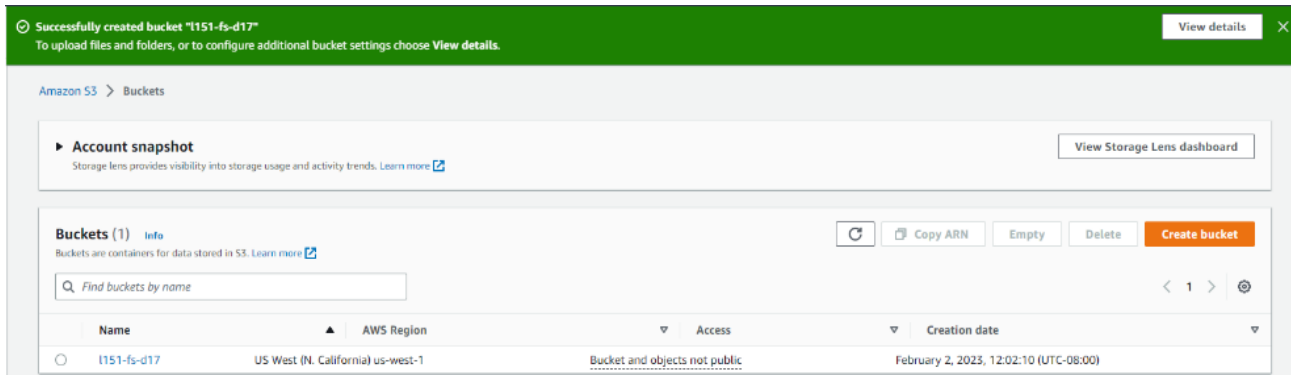 Successfully created bucket "l151-fs-d17"
To upload files and folders, or to configure additional bucket settings choose View details.
View details
Amazon S3 > Buckets
Account snapshot
Storage lens provides visibility into storage usage and activity trends. Learn more
View Storage Lens dashboard
Buckets (1) Info
Buckets are containers for data stored in S3. Learn more
Copy ARN Empty Delete Create bucket
Find buckets by name
1
Name AWS Region Access Creation date
l151-fs-d17 US West (N. California) us-west-1 Bucket and objects not public February 2, 2023, 12:02:10 (UTC-08:00)